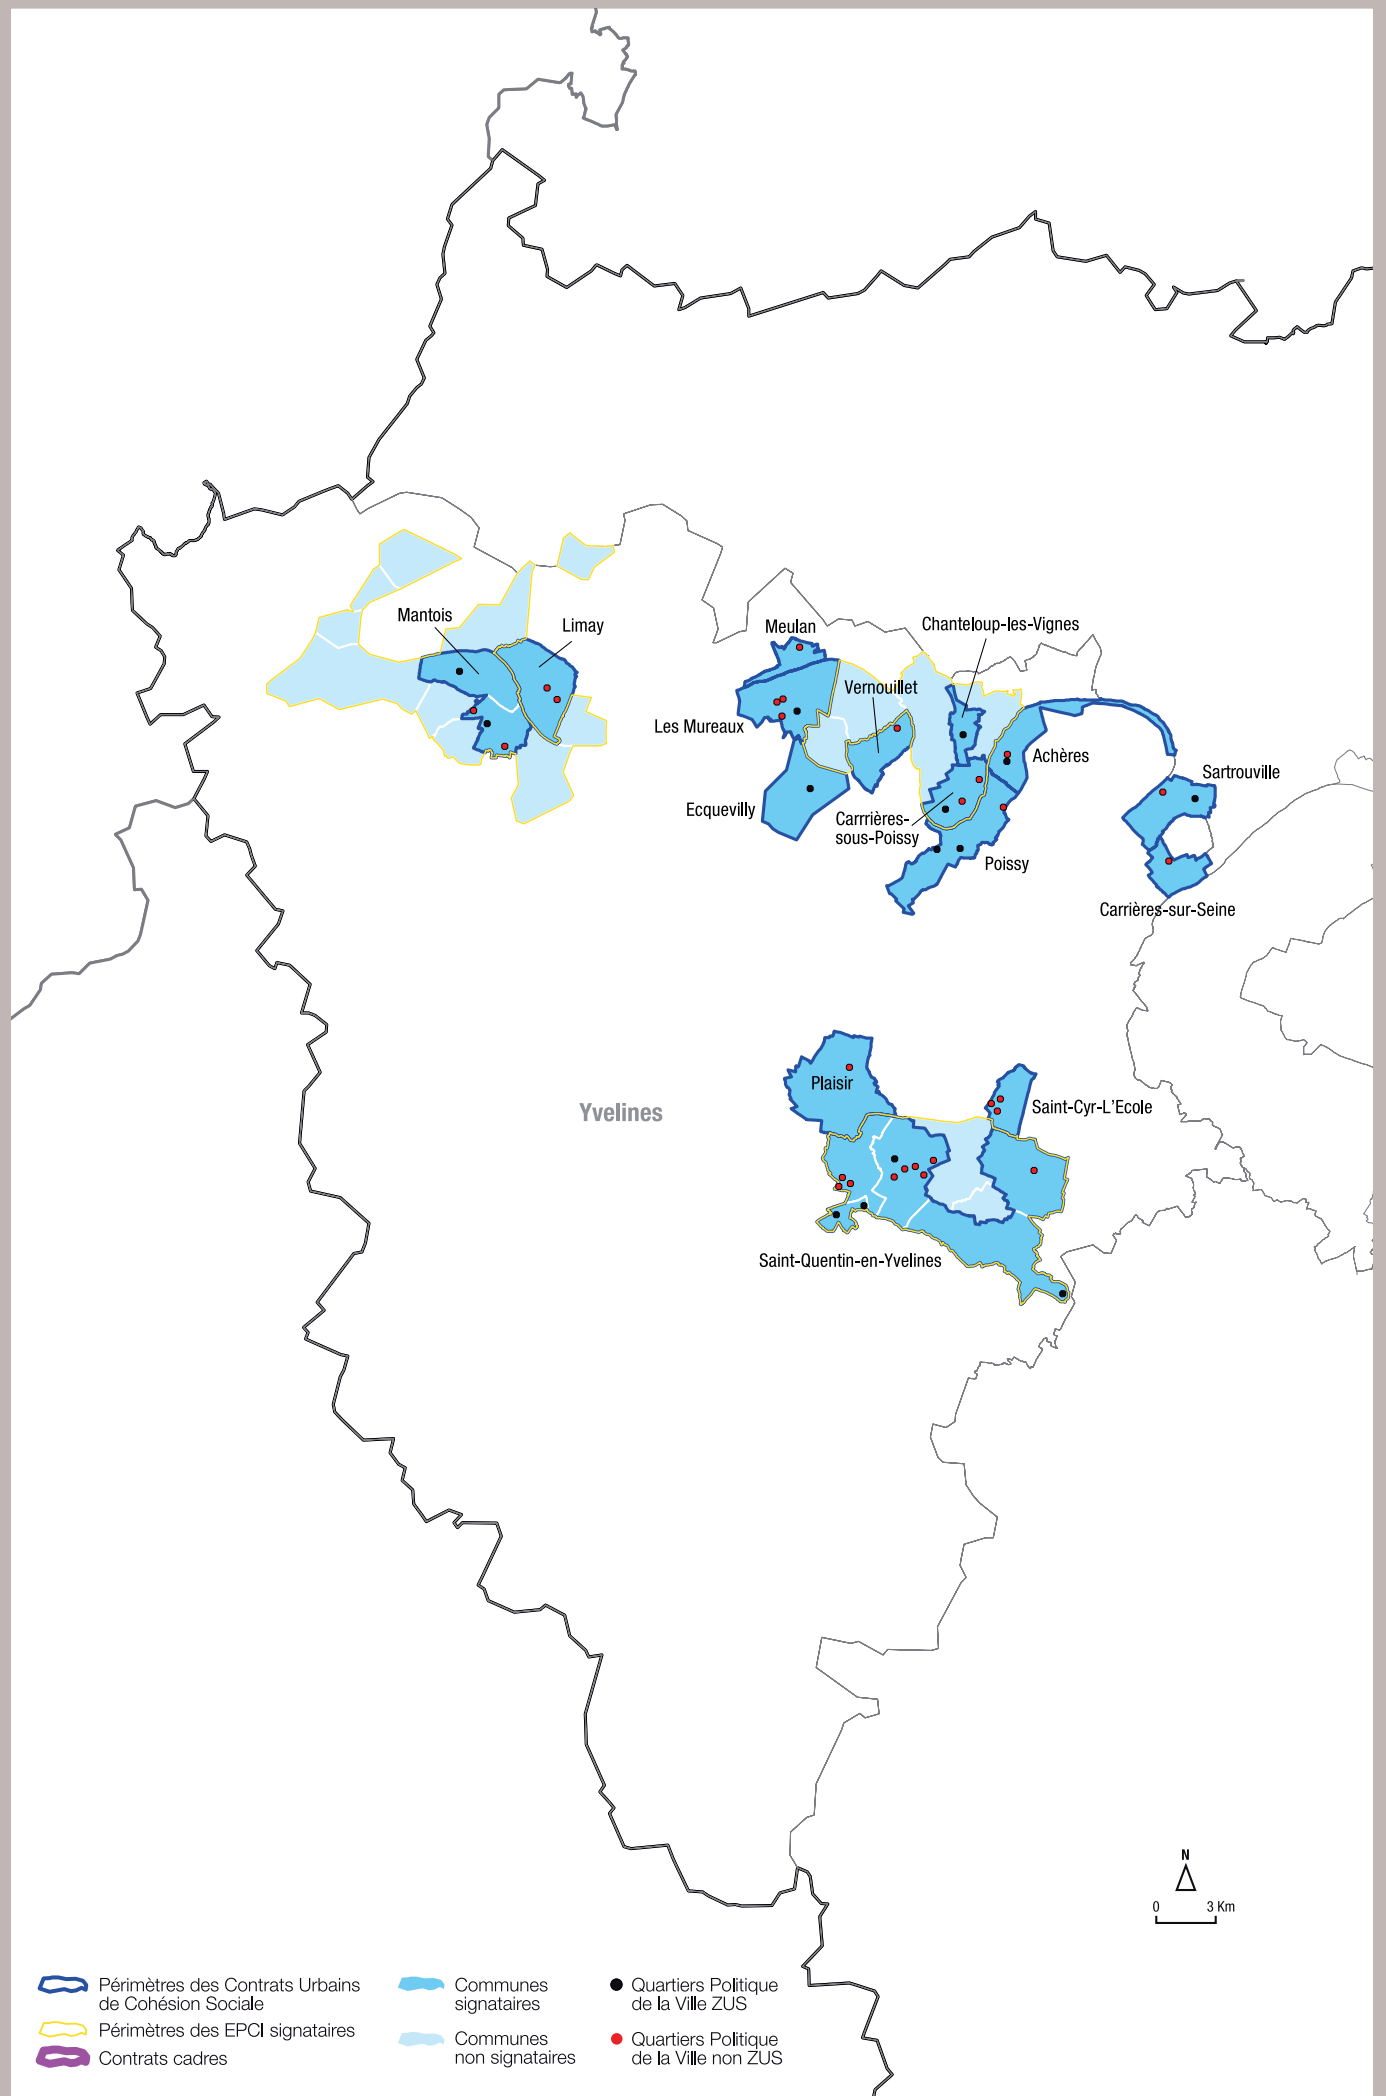 Mantois
Limay
Meulan
Chanteloup-les-Vignes
Vernouillet
Les Mureaux
Achères
Sartrouville
Ecquevilly
Carrrières-
sous-Poissy
Poissy
Carrières-sur-Seine
Plaisir
Yvelines
Saint-Cyr-L'Ecole
Saint-Quentin-en-Yvelines
N
0 3 Km
Périmètres des Contrats Urbains
de Cohésion Sociale
Périmètres des EPCI signataires
Contrats cadres
Communes
signataires
Communes
non signataires
Quartiers Politique
de la Ville ZUS
Quartiers Politique
de la Ville non ZUS